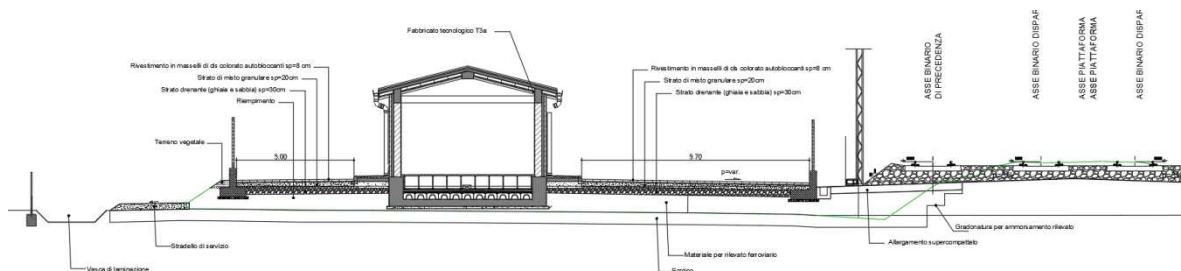 Fabbricato tecnologico T3a
Rivestimento in masselli di cls colorato autobloccanti sp=8 cm
Strato di misto granulare sp=20cm
Strato drenante (ghiaia e sabbia) sp=30cm
Riempimento
Terreno vegetale
5.00
Rivestimento in masselli di cls colorato autobloccanti sp=8 cm
Strato di misto granulare sp=20cm
Strato drenante (ghiaia e sabbia) sp=30cm
9.70
p=var.
ASSE BINARIO
DI PRECEDENZA
ASSE BINARIO DISPAR
ASSE PIATTAFORMA
ASSE PIATTAFORMA
ASSE BINARIO DISPAR
Gradonatura per ammorsamento rilevato
Allargamento supercompattato
Materiale per rilevato ferroviario
Stradello di servizio
Vasca di laminazione